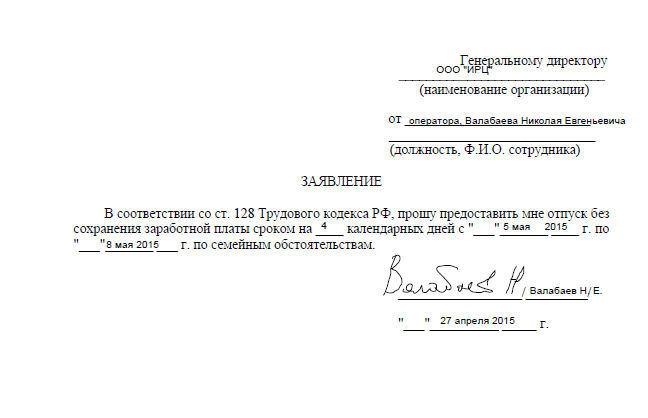 Генеральному директору
ООО "ИРЦ"
(наименование организации)
от оператора, Валабаева Николая Евгеньевича
(должность, Ф.И.О. сотрудника)
ЗАЯВЛЕНИЕ
В соответствии со ст. 128 Трудового кодекса РФ, прошу предоставить мне отпуск без
сохранения заработной платы сроком на 4 календарных дней с "___" 5 мая 2015 г. по
"___" 8 мая 2015 г. по семейным обстоятельствам.
Валабаев Н / Валабаев Н/ Е.
"___" 27 апреля 2015 г.